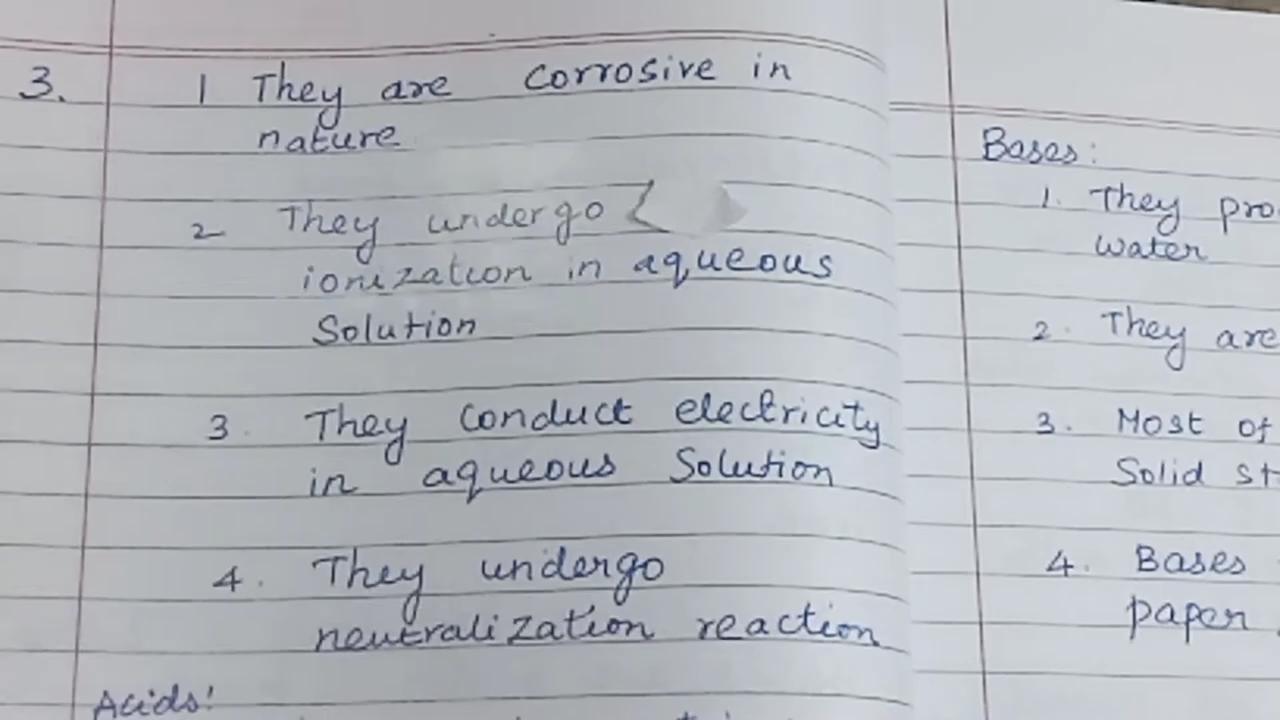 3.
1 They are corrosive in
nature
2 They undergo
ionization in aqueous
Solution
3. They conduct electricity
in aqueous Solution
4. They undergo
neutralization reaction
Acids:
Bases:
1. They pro
water
2. They are
3. Most of
Solid st
4. Bases
paper